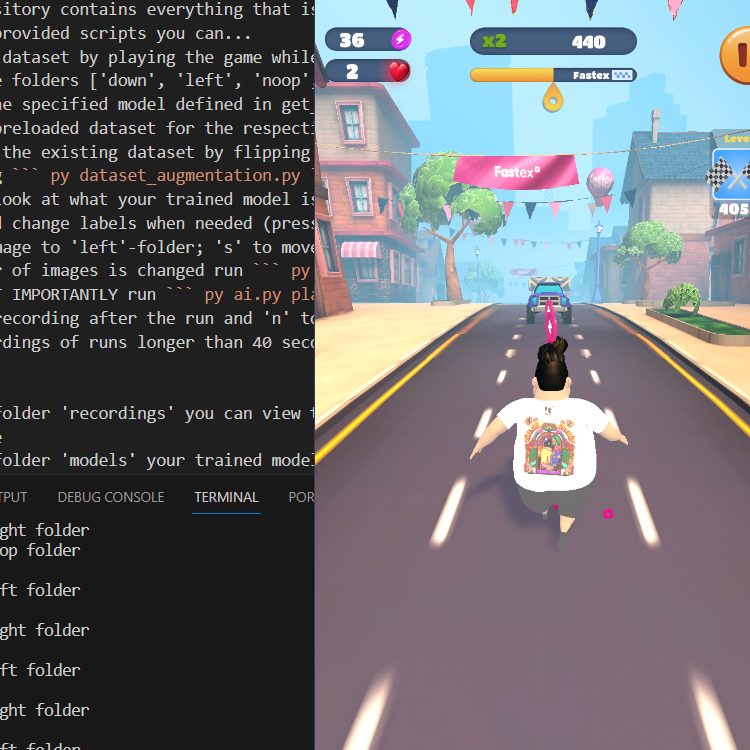 sitory contains everything that is
provided scripts you can...
dataset by playing the game while
e folders ['down', 'left', 'noop',
he specified model defined in get_
preloaded dataset for the respecti
the existing dataset by flipping
g ``` py dataset_augmentation.py
look at what your trained model is
d change labels when needed (press
mage to 'left'-folder; 's' to move
r of images is changed run ``` py
T IMPORTANTLY run ``` py ai.py pla
recording after the run and 'n' to
rdings of runs longer than 40 seco
folder 'recordings' you can view t
e
folder 'models' your trained model
TPUT DEBUG CONSOLE TERMINAL POR
ght folder
op folder
ft folder
ght folder
ft folder
ght folder
ft folder
36
2
x2 440
Fastex
Fastex
Leve
405